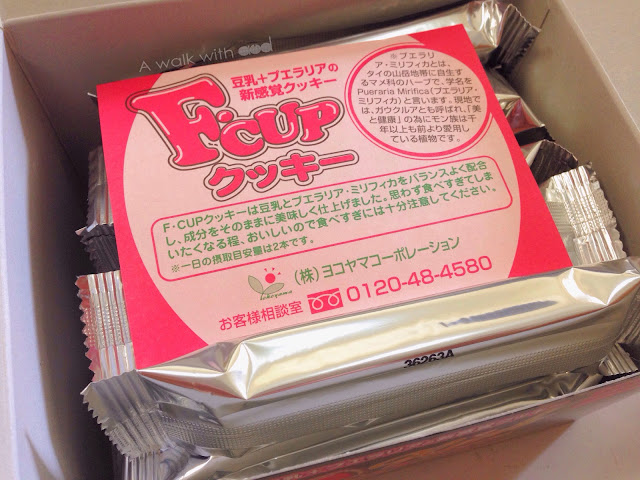 A walk with
豆乳+プエラリアの
新感覚クッキー
F・CUP
クッキー
※プエラリ
ア・ミリフィカとは、
タイの山岳地帯に自生す
るマメ科のハーブで、学名を
Pueraria Mirifica(プエラリア・
ミリフィカ)と言います。現地で
は、ガウクルアとも呼ばれ、「美
と健康」の為にモン族は千
年以上も前より愛用し
ている植物です。
F・CUPクッキーは豆乳とプエラリア・ミリフィカをバランスよく配合
し、成分をそのままに美味しく仕上げました。思わず食べすぎてしま
いたくなる程、おいしいので食べすぎには十分注意してください。
※一日の摂取目安量は2本です。
yokoyama
(株)ヨコヤマコーポレーション
お客様相談室 0120-48-4580
362634